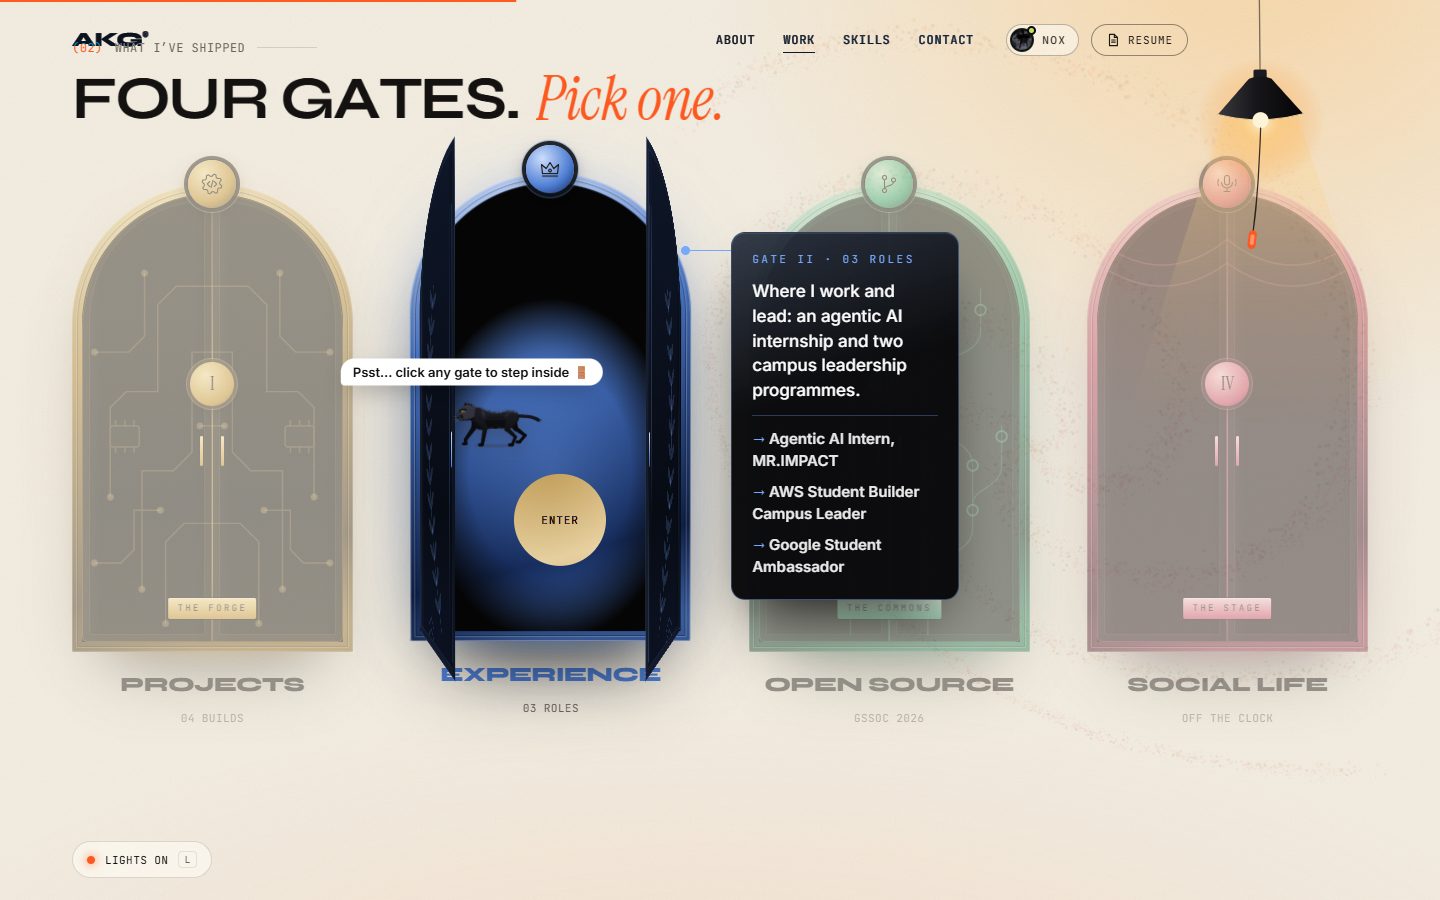 AKG®
(02) WHAT I'VE SHIPPED
ABOUT
WORK
SKILLS
CONTACT
NOX
RESUME
FOUR GATES. Pick one.
I
THE FORGE
PROJECTS
04 BUILDS
Psst... click any gate to step inside
ENTER
EXPERIENCE
03 ROLES
GATE II · 03 ROLES
Where I work and
lead: an agentic AI
internship and two
campus leadership
programmes.
→ Agentic AI Intern,
MR.IMPACT
→ AWS Student Builder
Campus Leader
→ Google Student
Ambassador
THE COMMONS
OPEN SOURCE
GSSOC 2026
IV
THE STAGE
SOCIAL LIFE
OFF THE CLOCK
LIGHTS ON L